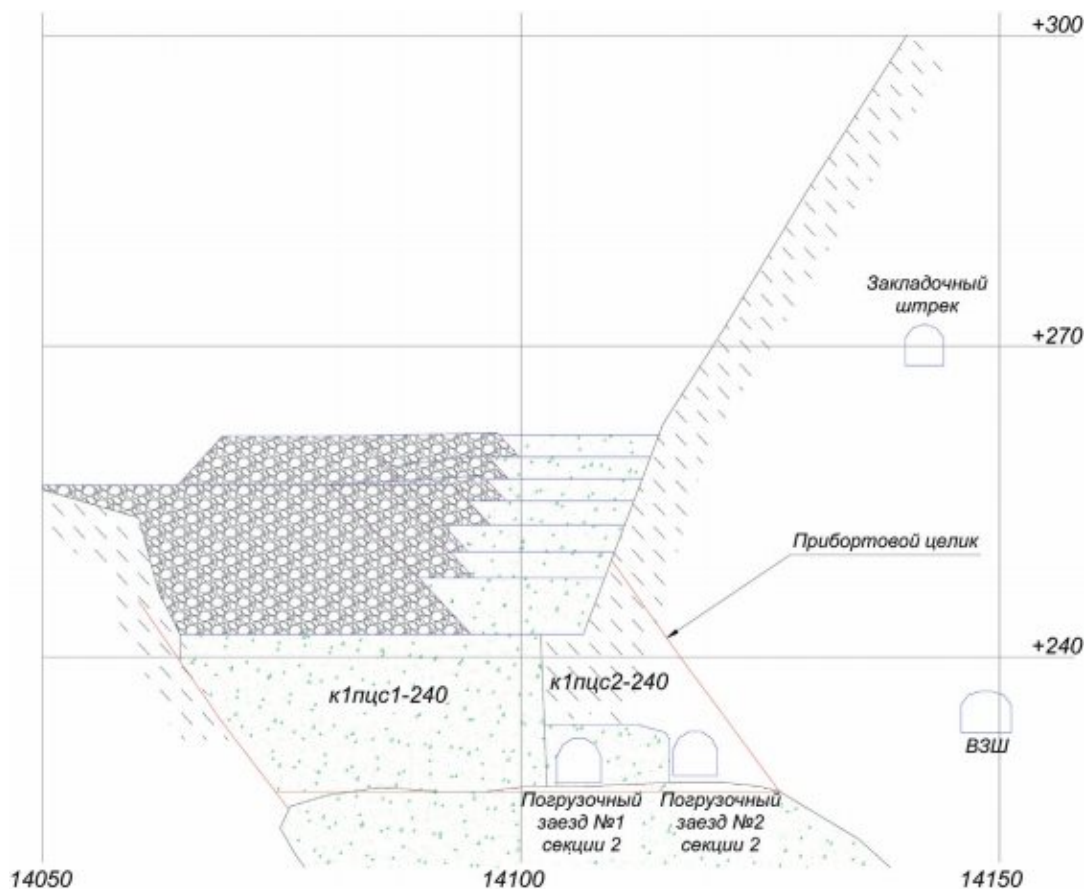 +300
Закладочный
штрек
+270
Прибортовой целик
+240
к1пцс1-240
к1пцс2-240
ВЗШ
Погрузочный
заезд №1
секции 2
Погрузочный
заезд №2
секции 2
14050
14100
14150